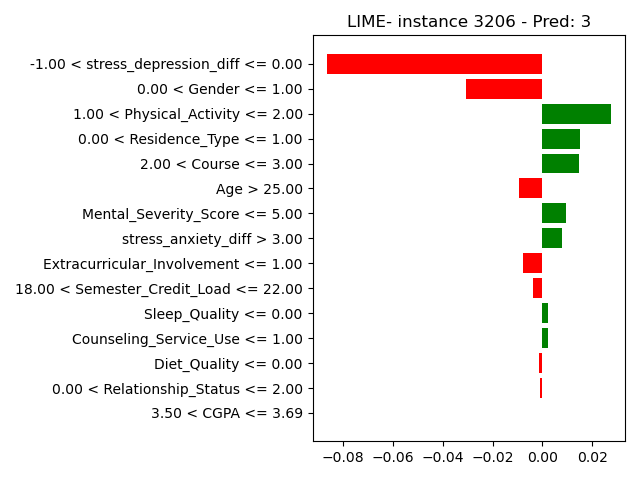 LIME- instance 3206 - Pred: 3
-1.00 < stress_depression_diff <= 0.00
0.00 < Gender <= 1.00
1.00 < Physical_Activity <= 2.00
0.00 < Residence_Type <= 1.00
2.00 < Course <= 3.00
Age > 25.00
Mental_Severity_Score <= 5.00
stress_anxiety_diff > 3.00
Extracurricular_Involvement <= 1.00
18.00 < Semester_Credit_Load <= 22.00
Sleep_Quality <= 0.00
Counseling_Service_Use <= 1.00
Diet_Quality <= 0.00
0.00 < Relationship_Status <= 2.00
3.50 < CGPA <= 3.69
−0.08 −0.06 −0.04 −0.02 0.00 0.02